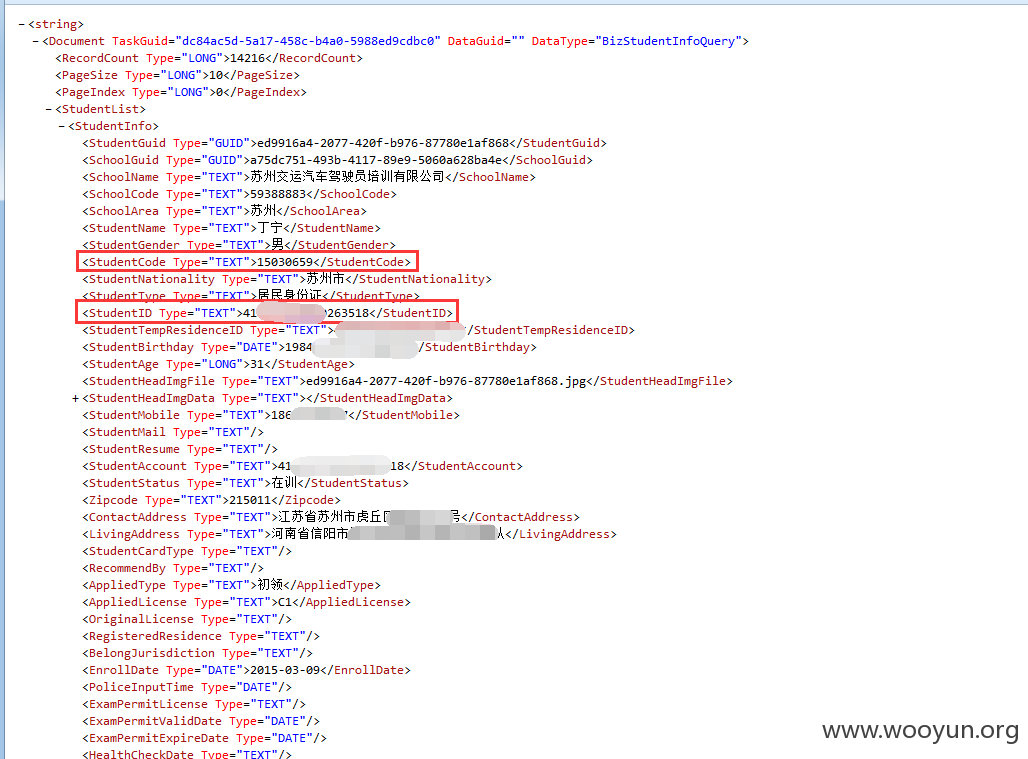 –<string>
–<Document TaskGuid="dc84ac5d-5a17-458c-b4a0-5988ed9cdbc0" DataGuid="" DataType="BizStudentInfoQuery">
<RecordCount Type="LONG">14216</RecordCount>
<PageSize Type="LONG">10</PageSize>
<PageIndex Type="LONG">0</PageIndex>
–<StudentList>
–<StudentInfo>
<StudentGuid Type="GUID">ed9916a4-2077-420f-b976-87780e1af868</StudentGuid>
<SchoolGuid Type="GUID">a75dc751-493b-4117-89e9-5060a628ba4e</SchoolGuid>
<SchoolName Type="TEXT">苏州交运汽车驾驶员培训有限公司</SchoolName>
<SchoolCode Type="TEXT">59388883</SchoolCode>
<SchoolArea Type="TEXT">苏州</SchoolArea>
<StudentName Type="TEXT">丁宁</StudentName>
<StudentGender Type="TEXT">男</StudentGender>
<StudentCode Type="TEXT">15030659</StudentCode>
<StudentNationality Type="TEXT">苏州市</StudentNationality>
<StudentType Type="TEXT">居民身份证</StudentType>
<StudentID Type="TEXT">41 263518</StudentID>
<StudentTempResidenceID Type="TEXT"> /StudentTempResidenceID>
<StudentBirthday Type="DATE">1984 /StudentBirthday>
<StudentAge Type="LONG">31</StudentAge>
<StudentHeadImgFile Type="TEXT">ed9916a4-2077-420f-b976-87780e1af868.jpg</StudentHeadImgFile>
+<StudentHeadImgData Type="TEXT"></StudentHeadImgData>
<StudentMobile Type="TEXT">186 </StudentMobile>
<StudentMail Type="TEXT"/>
<StudentResume Type="TEXT"/>
<StudentAccount Type="TEXT">41 18</StudentAccount>
<StudentStatus Type="TEXT">在训</StudentStatus>
<Zipcode Type="TEXT">215011</Zipcode>
<ContactAddress Type="TEXT">江苏省苏州市虎丘 号</ContactAddress>
<LivingAddress Type="TEXT">河南省信阳市 </LivingAddress>
<StudentCardType Type="TEXT"/>
<RecommendBy Type="TEXT"/>
<AppliedType Type="TEXT">初领</AppliedType>
<AppliedLicense Type="TEXT">C1</AppliedLicense>
<OriginalLicense Type="TEXT"/>
<RegisteredResidence Type="TEXT"/>
<BelongJurisdiction Type="TEXT"/>
<EnrollDate Type="DATE">2015-03-09</EnrollDate>
<PoliceInputTime Type="DATE"/>
<ExamPermitLicense Type="TEXT"/>
<ExamPermitValidDate Type="DATE"/>
<ExamPermitExpireDate Type="DATE"/>
<HealthCheckDate Type="TEXT"/>
www.wooyun.org